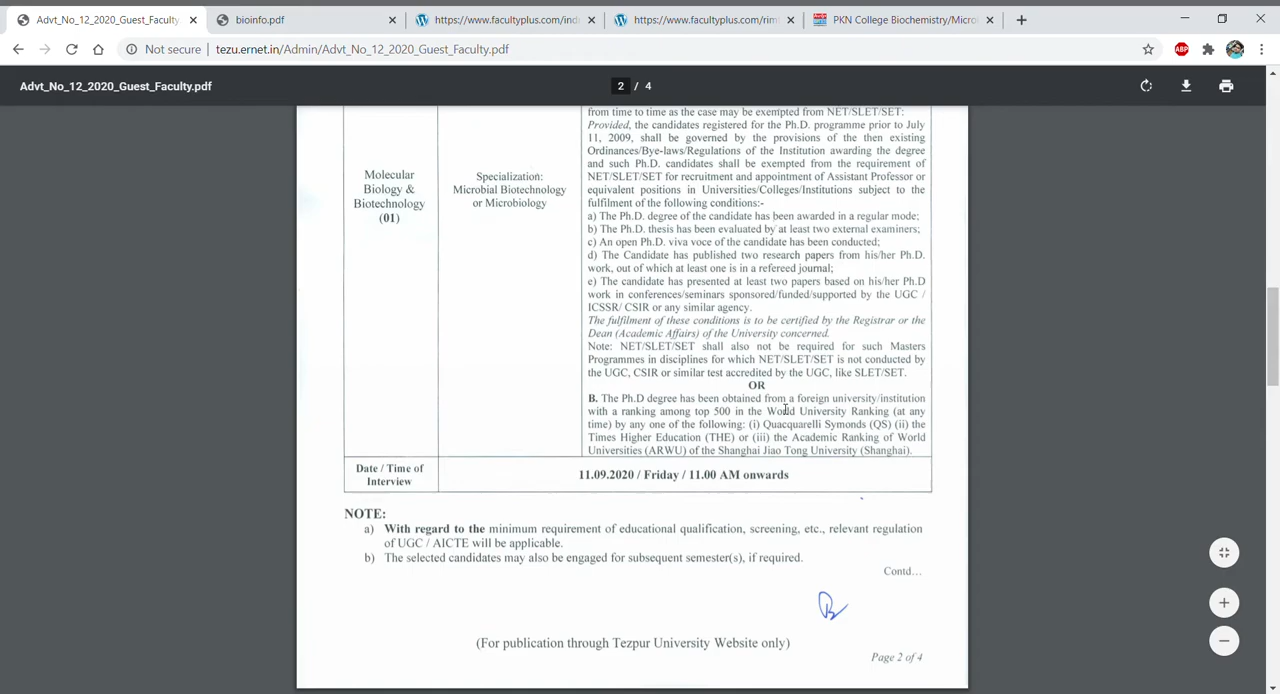 Advt_No_12_2020_Guest_Faculty.
bioinfo.pdf
https://www.facultyplus.com/ind
https://www.facultyplus.com/rim
PKN College Biochemistry/Micro
Not secure
tezu.ernet.in/Admin/Advt_No_12_2020_Guest_Faculty.pdf
ABP
Advt_No_12_2020_Guest_Faculty.pdf
2 / 4
Molecular
Biology &
Biotechnology
(01)
Specialization:
Microbial Biotechnology
or Microbiology
from time to time as the case may be exempted from NET/SLET/SET:
Provided, the candidates registered for the Ph.D. programme prior to July
11, 2009, shall be governed by the provisions of the then existing
Ordinances/Bye-laws/Regulations of the Institution awarding the degree
and such Ph.D. candidates shall be exempted from the requirement of
NET/SLET/SET for recruitment and appointment of Assistant Professor or
equivalent positions in Universities/Colleges/Institutions subject to the
fulfilment of the following conditions:-
a) The Ph.D. degree of the candidate has been awarded in a regular mode;
b) The Ph.D. thesis has been evaluated by at least two external examiners;
c) An open Ph.D. viva voce of the candidate has been conducted;
d) The Candidate has published two research papers from his/her Ph.D.
work, out of which at least one is in a refereed journal;
e) The candidate has presented at least two papers based on his/her Ph.D
work in conferences/seminars sponsored/funded/supported by the UGC /
ICSSR/ CSIR or any similar agency.
The fulfilment of these conditions is to be certified by the Registrar or the
Dean (Academic Affairs) of the University concerned.
Note: NET/SLET/SET shall also not be required for such Masters
Programmes in disciplines for which NET/SLET/SET is not conducted by
the UGC, CSIR or similar test accredited by the UGC, like SLET/SET.
OR
B. The Ph.D degree has been obtained from a foreign university/institution
with a ranking among top 500 in the World University Ranking (at any
time) by any one of the following: (i) Quacquarelli Symonds (QS) (ii) the
Times Higher Education (THE) or (iii) the Academic Ranking of World
Universities (ARWU) of the Shanghai Jiao Tong University (Shanghai).
Date / Time of
Interview
11.09.2020 / Friday / 11.00 AM onwards
NOTE:
a) With regard to the minimum requirement of educational qualification, screening, etc., relevant regulation
of UGC / AICTE will be applicable.
b) The selected candidates may also be engaged for subsequent semester(s), if required.
Contd...
(For publication through Tezpur University Website only)
Page 2 of 4